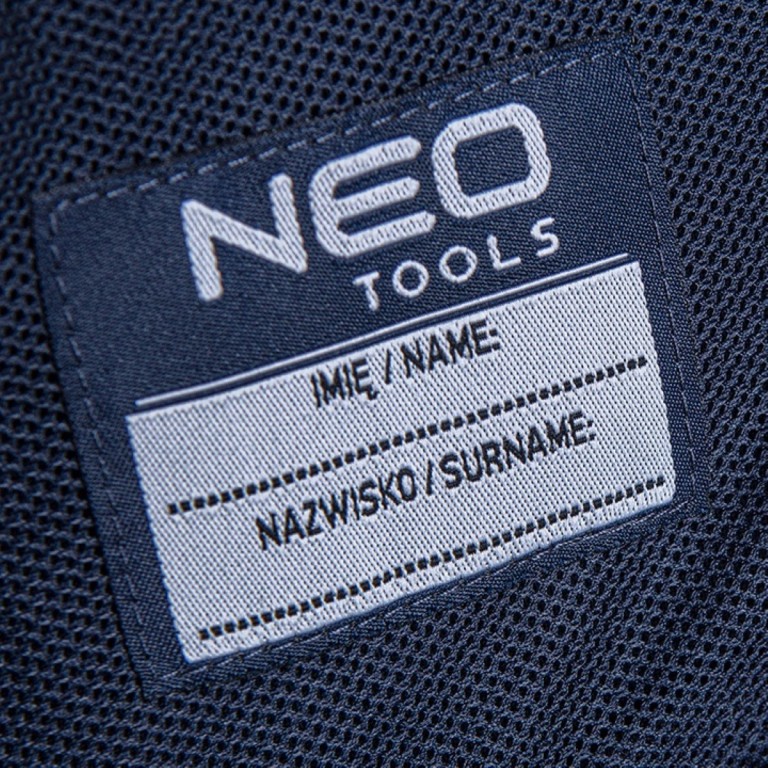 NEO
TOOLS
IMIĘ / NAME:
NAZWISKO / SURNAME: